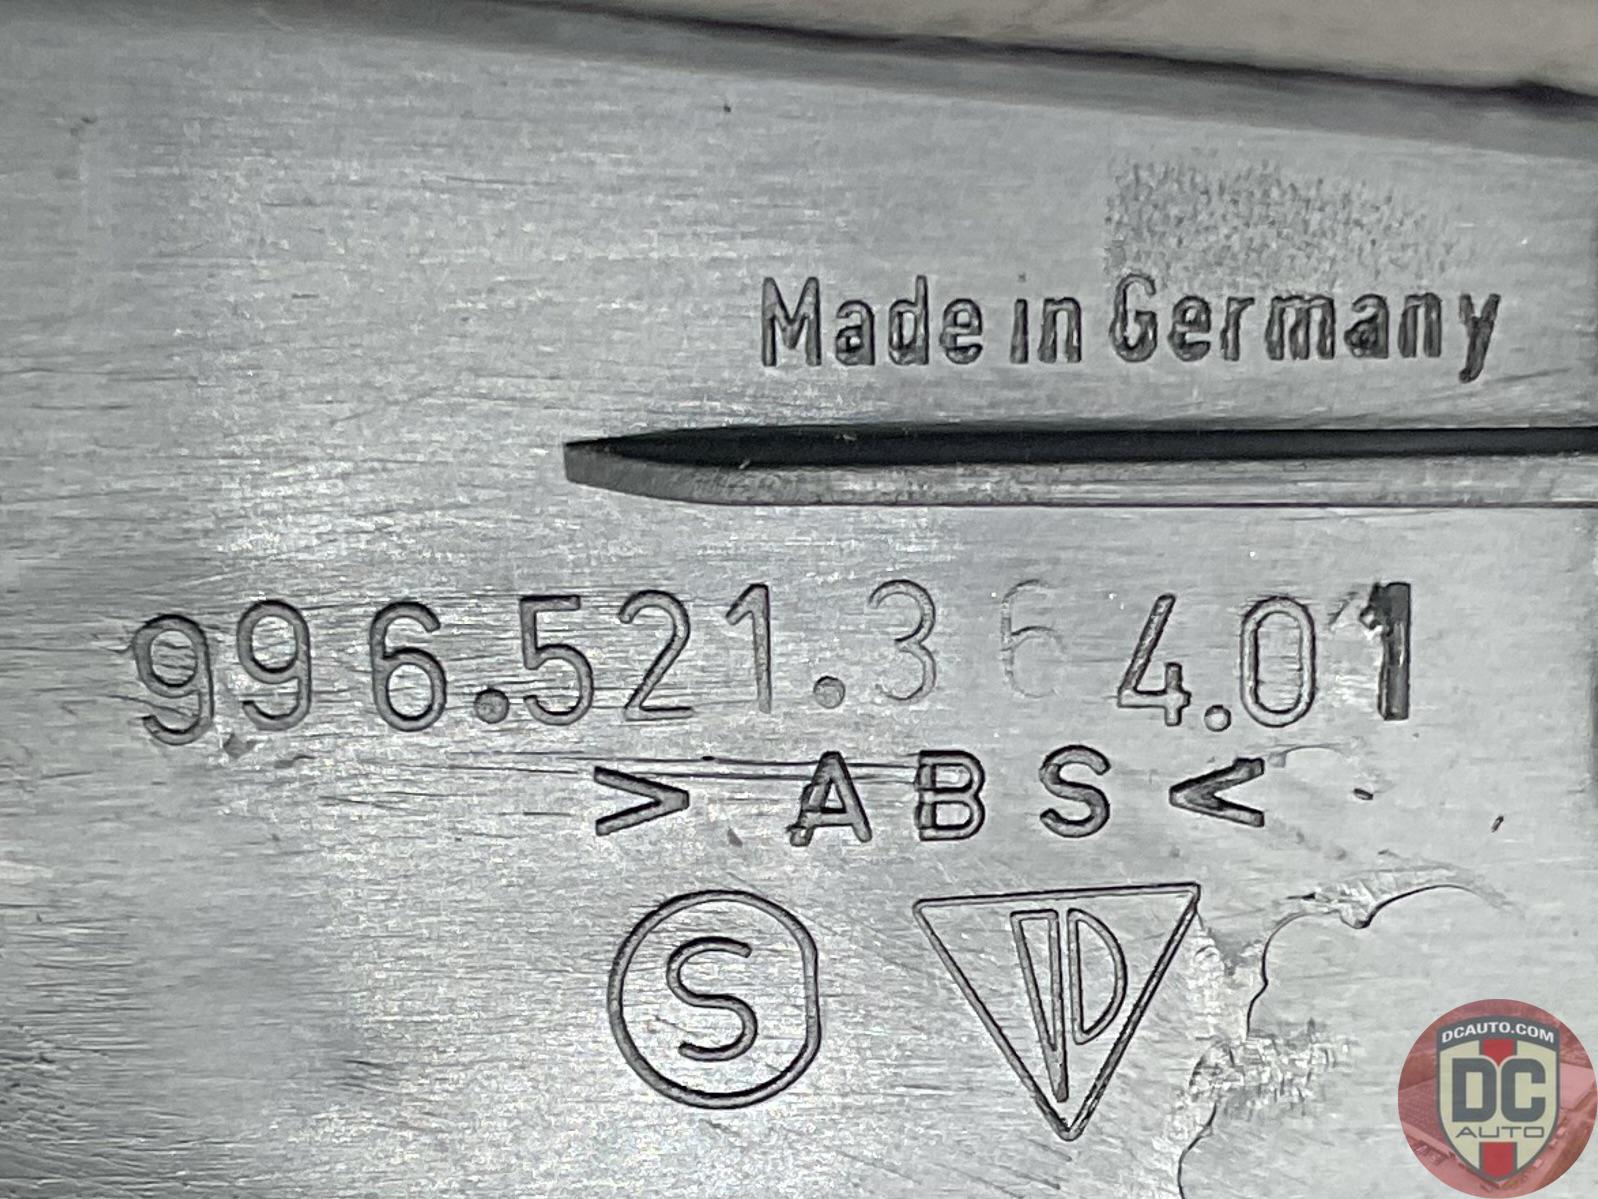 Made in Germany
996.521.364.01
> ABS <
S
DCAUTO.COM
DC
AUTO